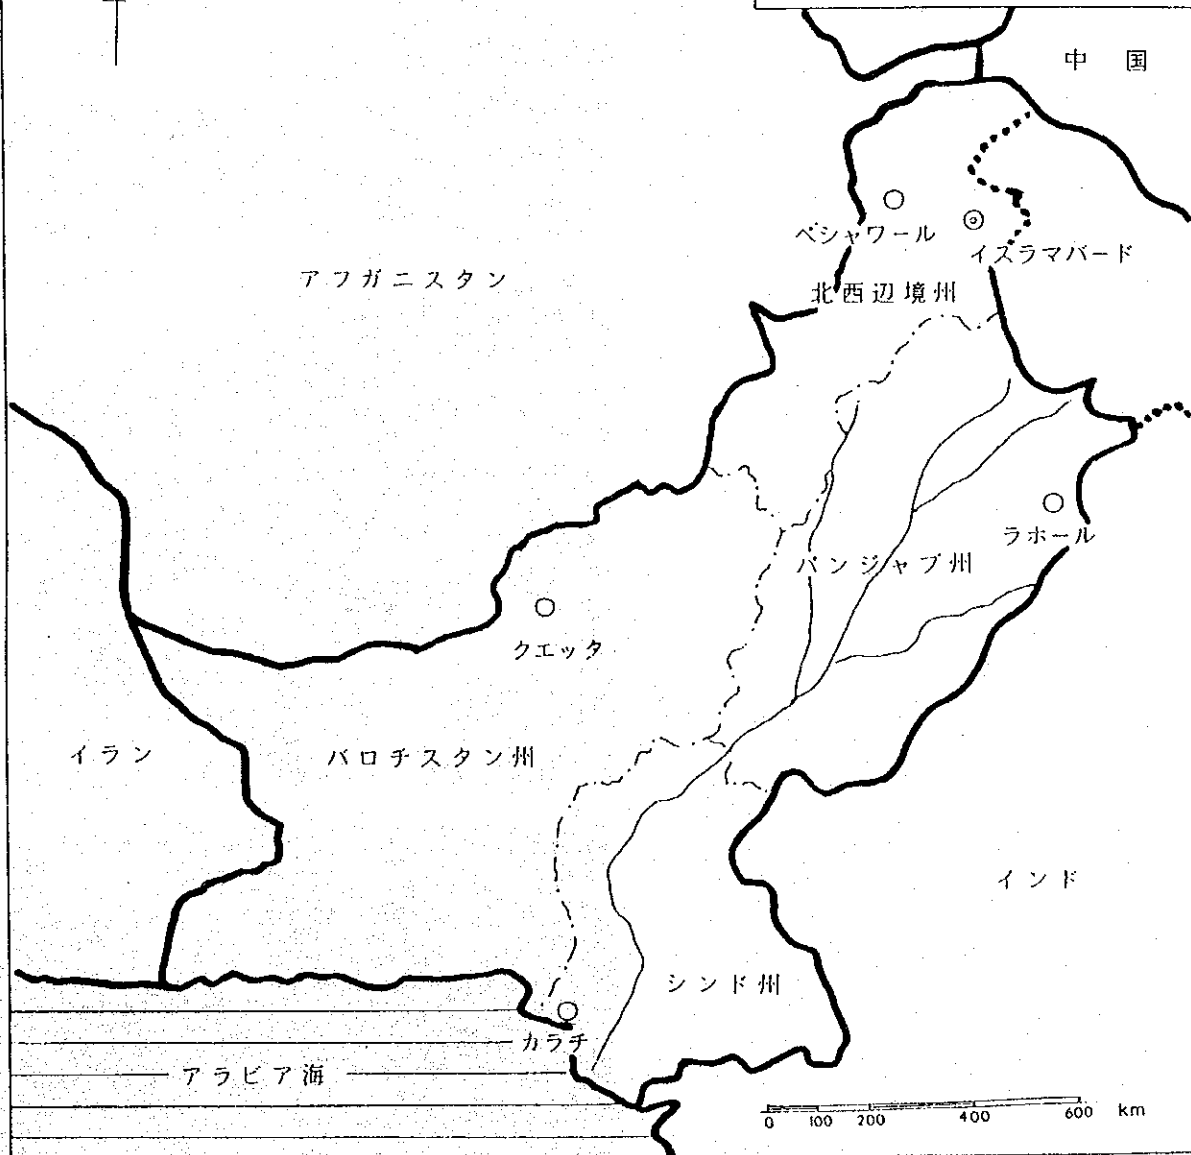 中国
ペシャワール
イスラマバード
アフガニスタン
北西辺境州
ラホール
パンジャブ州
クエッタ
イラン
バロチスタン州
インド
シンド州
カラチ
アラビア海
0 100 200 400 600 km